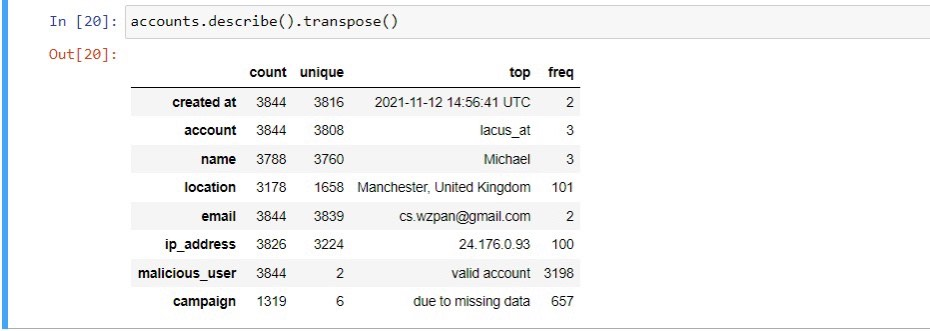 In [20]: accounts.describe().transpose()
Out[20]:
count unique top freq
created at 3844 3816 2021-11-12 14:56:41 UTC 2
account 3844 3808 lacus_at 3
name 3788 3760 Michael 3
location 3178 1658 Manchester, United Kingdom 101
email 3844 3839 cs.wzpan@gmail.com 2
ip_address 3826 3224 24.176.0.93 100
malicious_user 3844 2 valid account 3198
campaign 1319 6 due to missing data 657